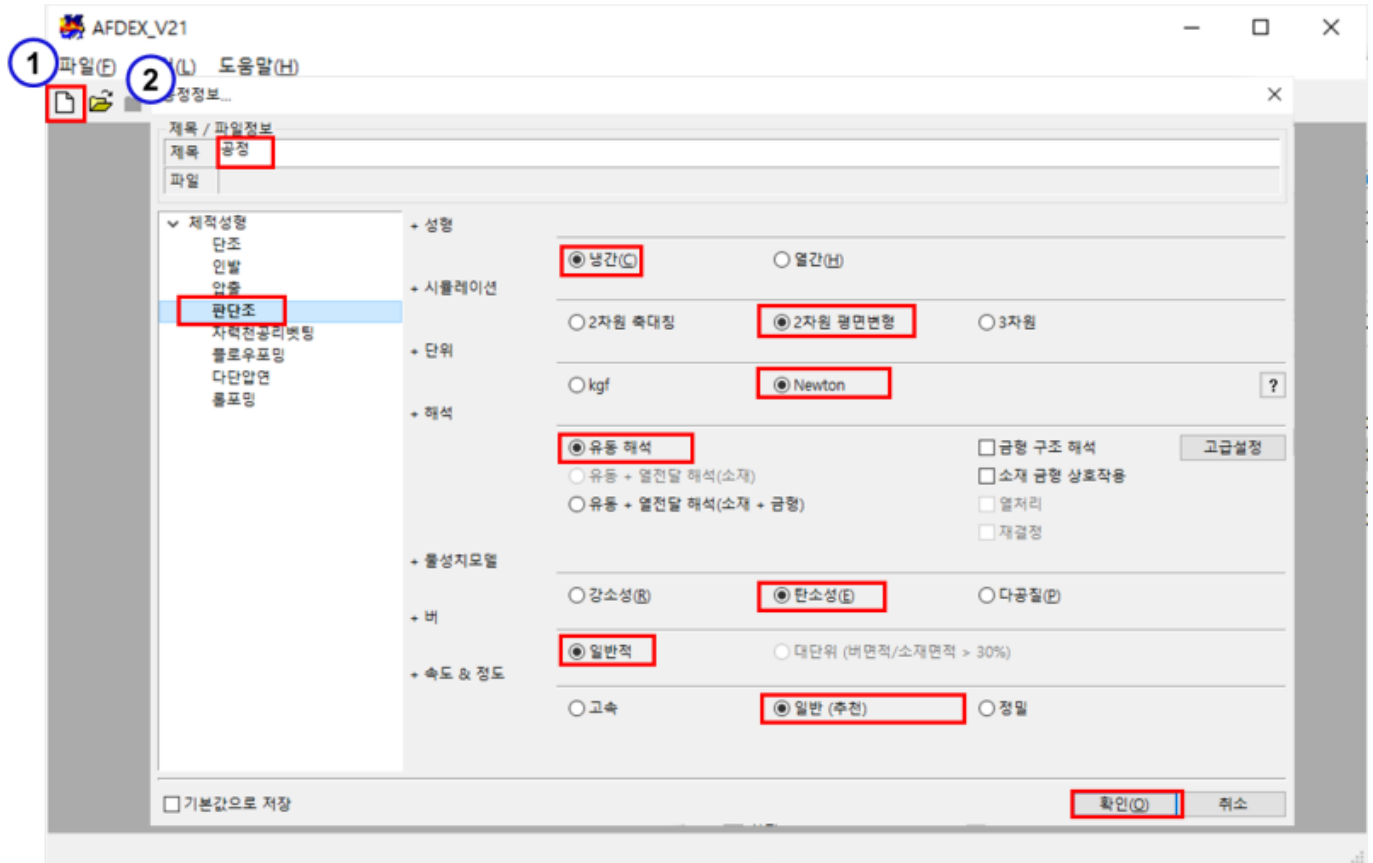 AFDEX_V21
1
파일(F)
(L) 도움말(H)
2
정정보...
제목 / 파일정보
제목 공정
파일
체적성형
단조
인발
압출
판단조
자력천공리벳팅
플로우포밍
다단압연
롤포밍
+ 성형
냉간(C) 열간(H)
+ 시뮬레이션
2차원 축대칭 2차원 평면변형 3차원
+ 단위
kgf Newton ?
+ 해석
유동 해석 금형 구조 해석 고급설정
유동 + 열전달 해석(소재) 소재 금형 상호작용
유동 + 열전달 해석(소재 + 금형) 열처리
재결정
+ 물성치모델
강소성(R) 탄소성(E) 다공질(P)
+ 버
일반적 대단위 (버면적/소재면적 > 30%)
+ 속도 & 정도
고속 일반 (추천) 정밀
기본값으로 저장 확인(O) 취소